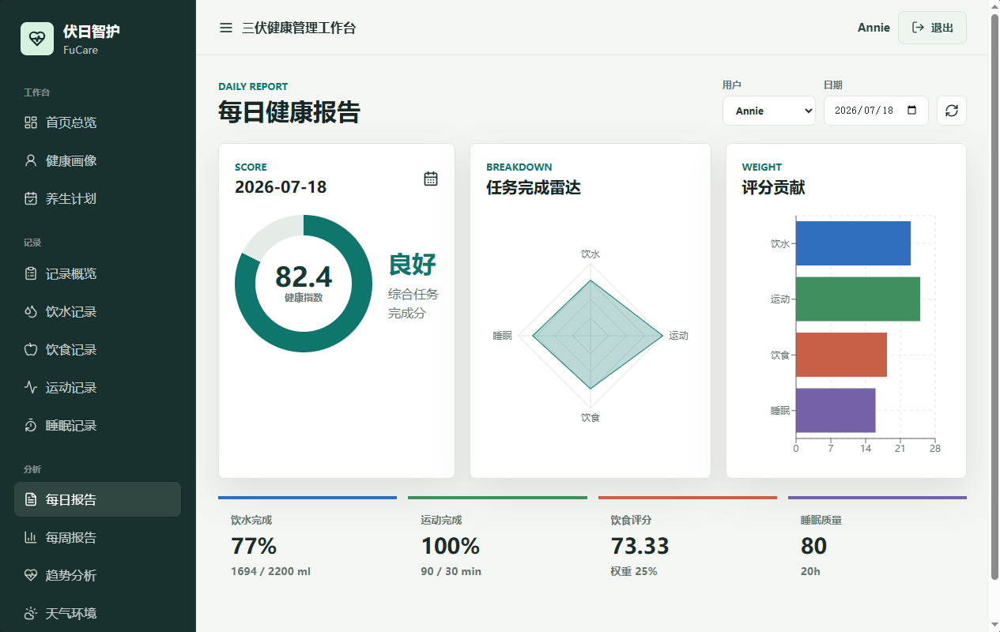 伏日智护
FuCare
工作台
首页总览
健康画像
养生计划
记录
记录概览
饮水记录
饮食记录
运动记录
睡眠记录
分析
每日报告
每周报告
趋势分析
天气环境
三伏健康管理工作台
Annie
退出
DAILY REPORT
每日健康报告
用户
Annie
日期
2026/07/18
SCORE
2026-07-18
82.4
健康指数
良好
综合任务
完成分
BREAKDOWN
任务完成雷达
饮水
睡眠
运动
饮食
WEIGHT
评分贡献
饮水
运动
饮食
睡眠
0 7 14 21 28
饮水完成
77%
1694 / 2200 ml
运动完成
100%
90 / 30 min
饮食评分
73.33
权重 25%
睡眠质量
80
20h